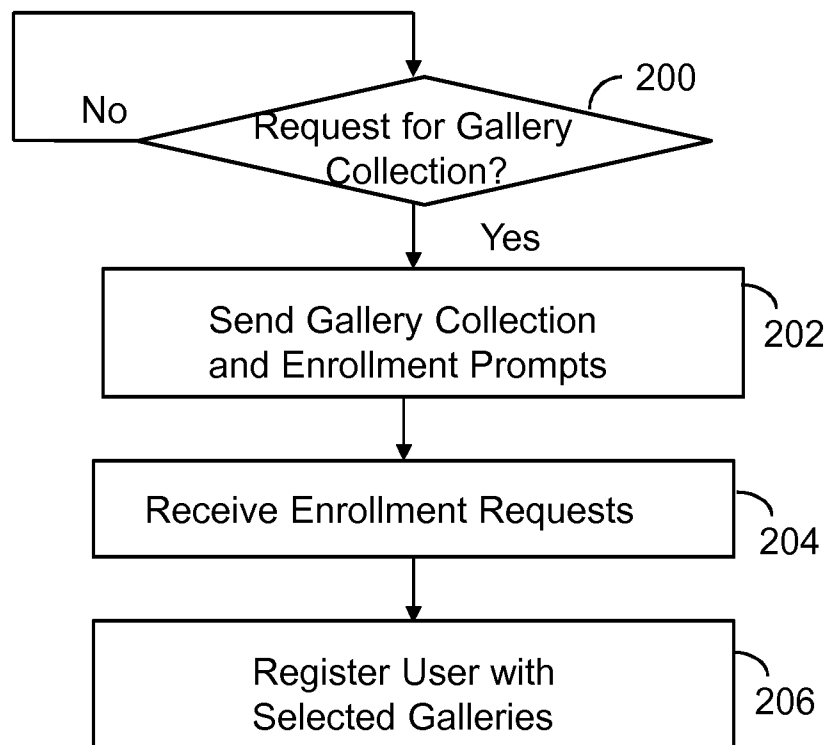 200
No
Request for Gallery
Collection?
Yes
Send Gallery Collection
and Enrollment Prompts
202
Receive Enrollment Requests
204
Register User with
Selected Galleries
206